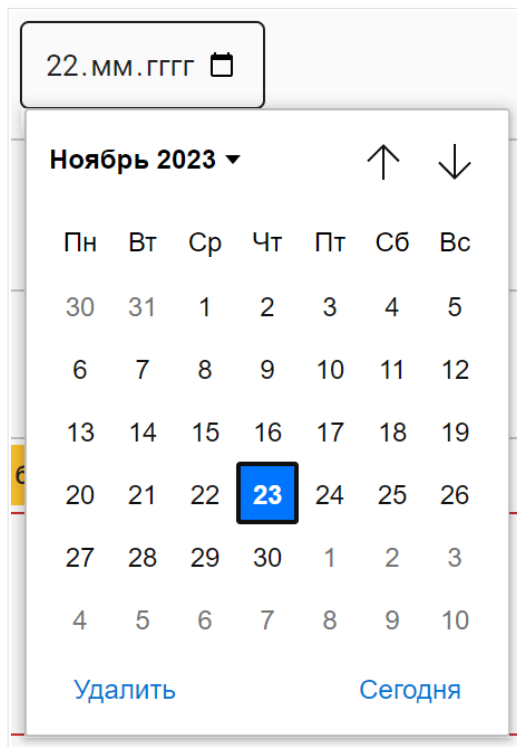 22.мм.гггг
Ноябрь 2023
Пн Вт Ср Чт Пт Сб Вс
30 31 1 2 3 4 5
6 7 8 9 10 11 12
13 14 15 16 17 18 19
20 21 22 23 24 25 26
27 28 29 30 1 2 3
4 5 6 7 8 9 10
Удалить Сегодня